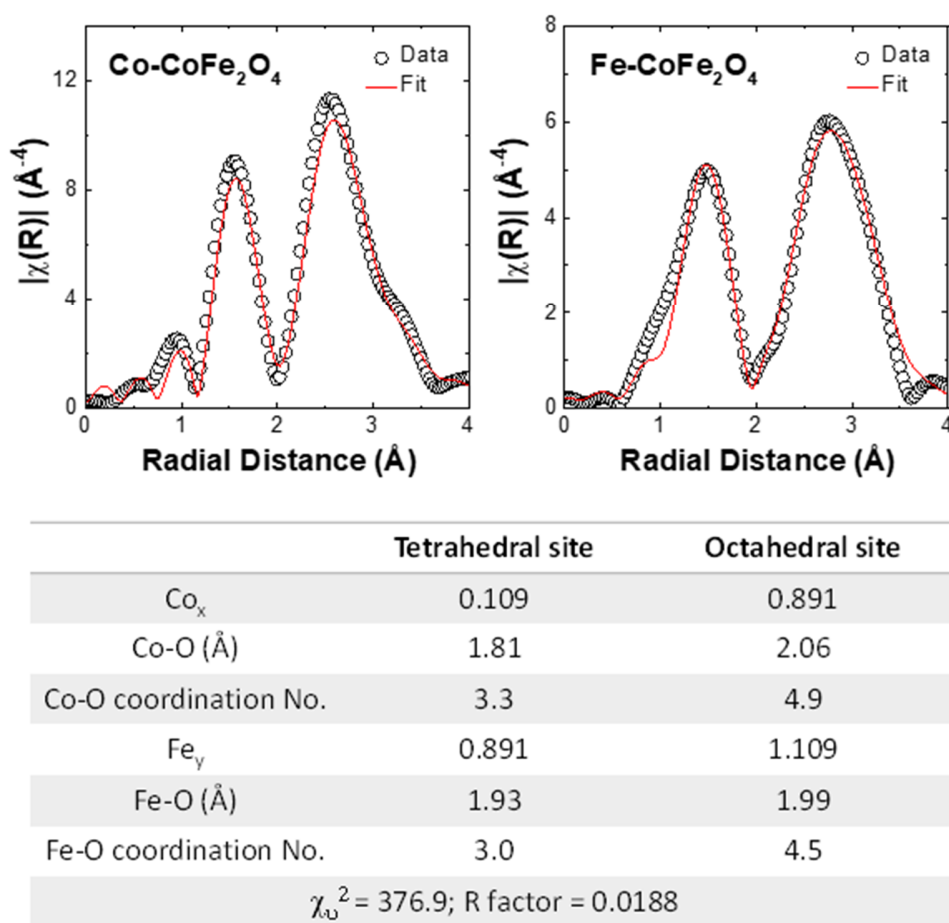 Co-CoFe₂O₄
Data
Fit
|χ(R)| (Å⁻⁴)
12
8
4
0
0 1 2 3 4
Radial Distance (Å)
Fe-CoFe₂O₄
Data
Fit
|χ(R)| (Å⁻⁴)
8
6
4
2
0
0 1 2 3 4
Radial Distance (Å)
Tetrahedral site Octahedral site
Coₓ 0.109 0.891
Co-O (Å) 1.81 2.06
Co-O coordination No. 3.3 4.9
Fe_y 0.891 1.109
Fe-O (Å) 1.93 1.99
Fe-O coordination No. 3.0 4.5
χ_υ² = 376.9; R factor = 0.0188